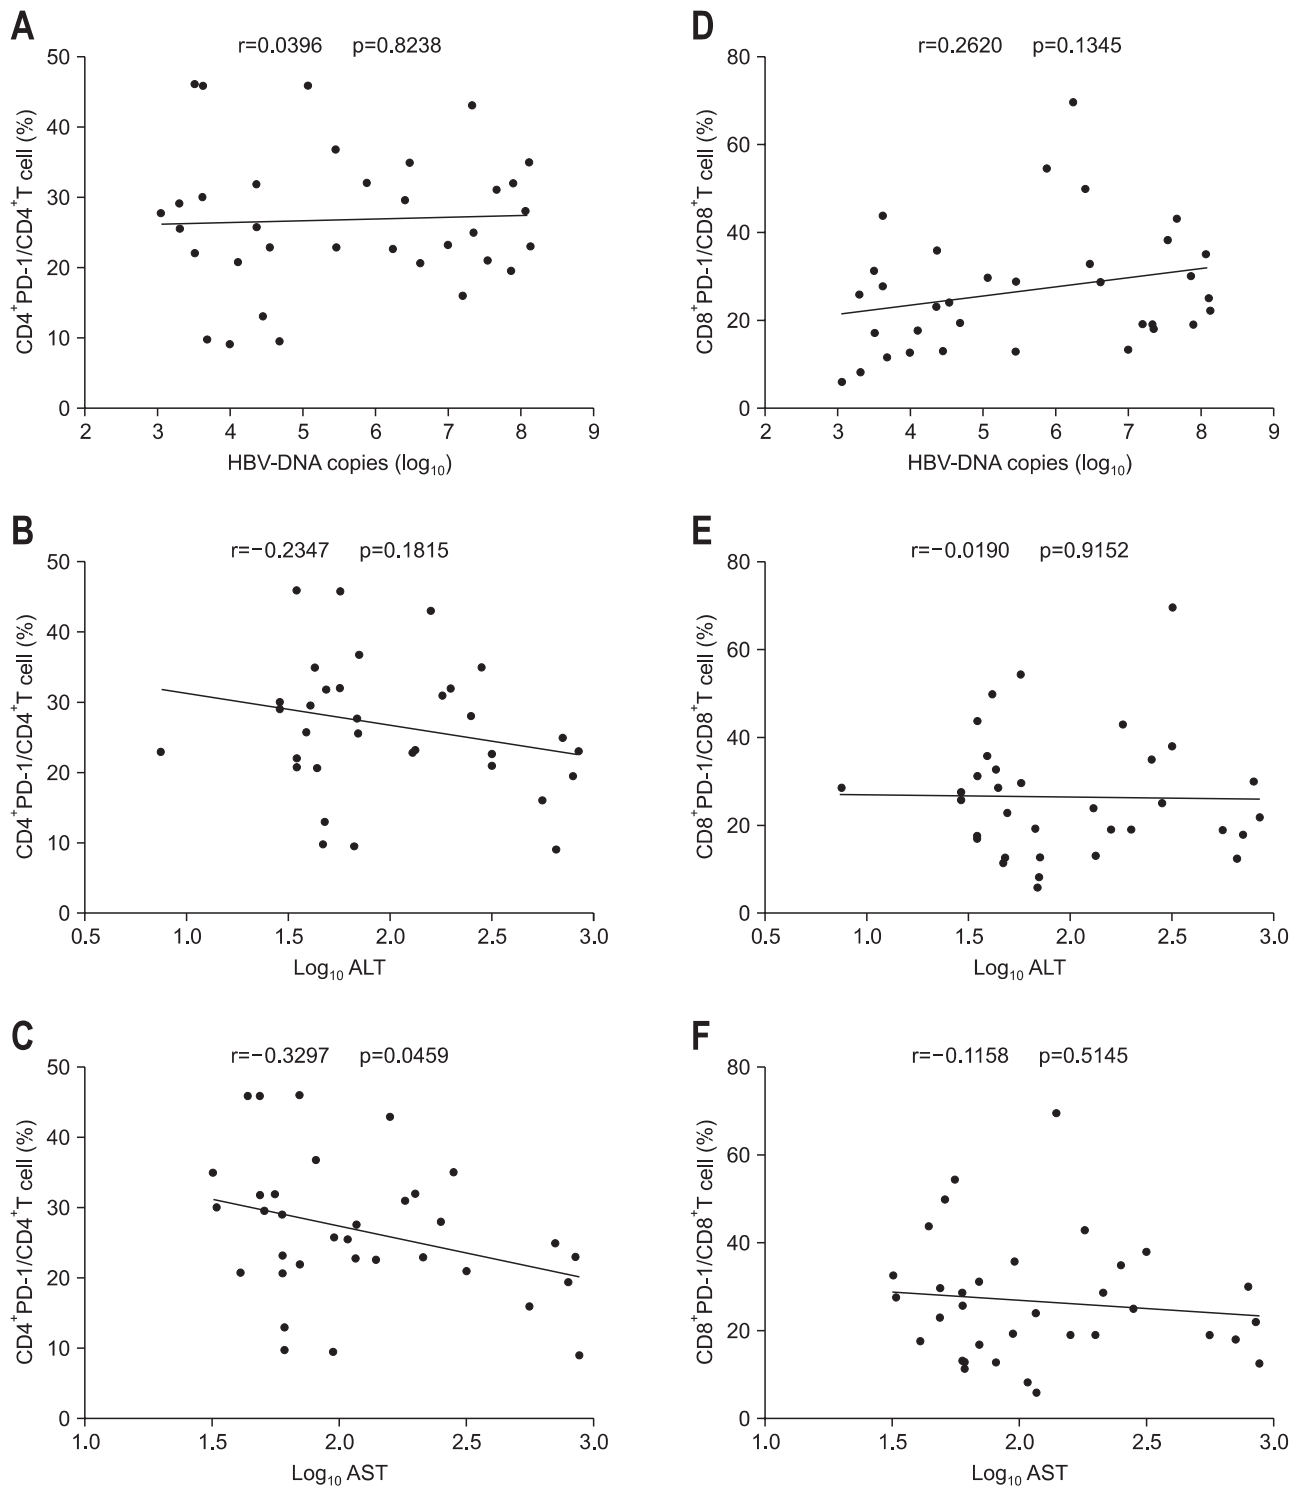 A
r=0.0396 p=0.8238
CD4⁺PD-1/CD4⁺T cell (%)
50
40
30
20
10
0
2 3 4 5 6 7 8 9
HBV-DNA copies (log₁₀)
D
r=0.2620 p=0.1345
CD8⁺PD-1/CD8⁺T cell (%)
80
60
40
20
0
2 3 4 5 6 7 8 9
HBV-DNA copies (log₁₀)
B
r=−0.2347 p=0.1815
CD4⁺PD-1/CD4⁺T cell (%)
50
40
30
20
10
0
0.5 1.0 1.5 2.0 2.5 3.0
Log₁₀ ALT
E
r=−0.0190 p=0.9152
CD8⁺PD-1/CD8⁺T cell (%)
80
60
40
20
0
0.5 1.0 1.5 2.0 2.5 3.0
Log₁₀ ALT
C
r=−0.3297 p=0.0459
CD4⁺PD-1/CD4⁺T cell (%)
50
40
30
20
10
0
1.0 1.5 2.0 2.5 3.0
Log₁₀ AST
F
r=−0.1158 p=0.5145
CD8⁺PD-1/CD8⁺T cell (%)
80
60
40
20
0
1.0 1.5 2.0 2.5 3.0
Log₁₀ AST